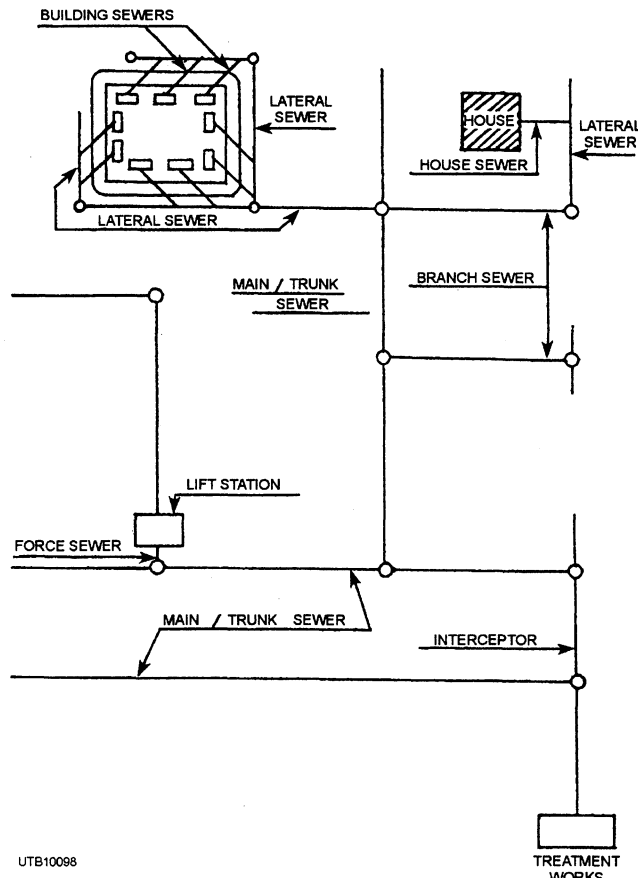 BUILDING SEWERS
LATERAL
SEWER
HOUSE
LATERAL
SEWER
HOUSE SEWER
LATERAL SEWER
MAIN / TRUNK
SEWER
BRANCH SEWER
LIFT STATION
FORCE SEWER
MAIN / TRUNK SEWER
INTERCEPTOR
UTB10098
TREATMENT
WORKS